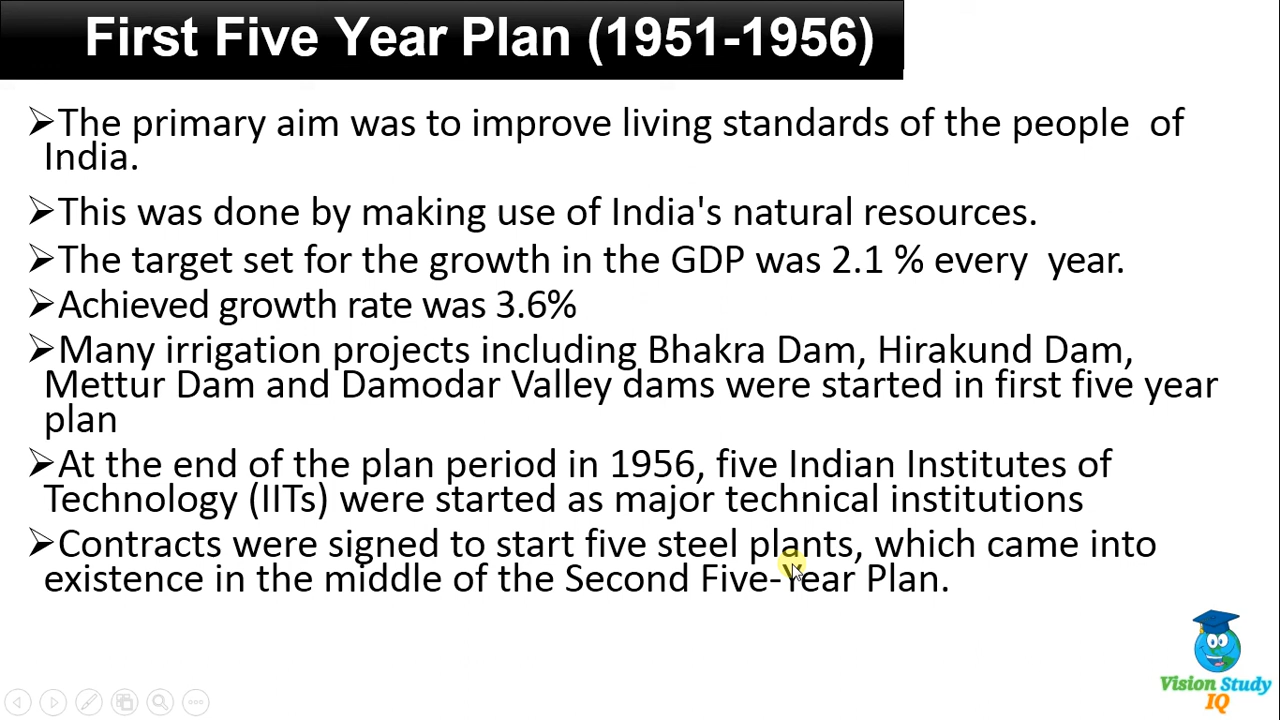 First Five Year Plan (1951-1956)
➢The primary aim was to improve living standards of the people of
India.
➢This was done by making use of India's natural resources.
➢The target set for the growth in the GDP was 2.1 % every year.
➢Achieved growth rate was 3.6%
➢Many irrigation projects including Bhakra Dam, Hirakund Dam,
Mettur Dam and Damodar Valley dams were started in first five year
plan
➢At the end of the plan period in 1956, five Indian Institutes of
Technology (IITs) were started as major technical institutions
➢Contracts were signed to start five steel plants, which came into
existence in the middle of the Second Five-Year Plan.
Vision Study
IQ